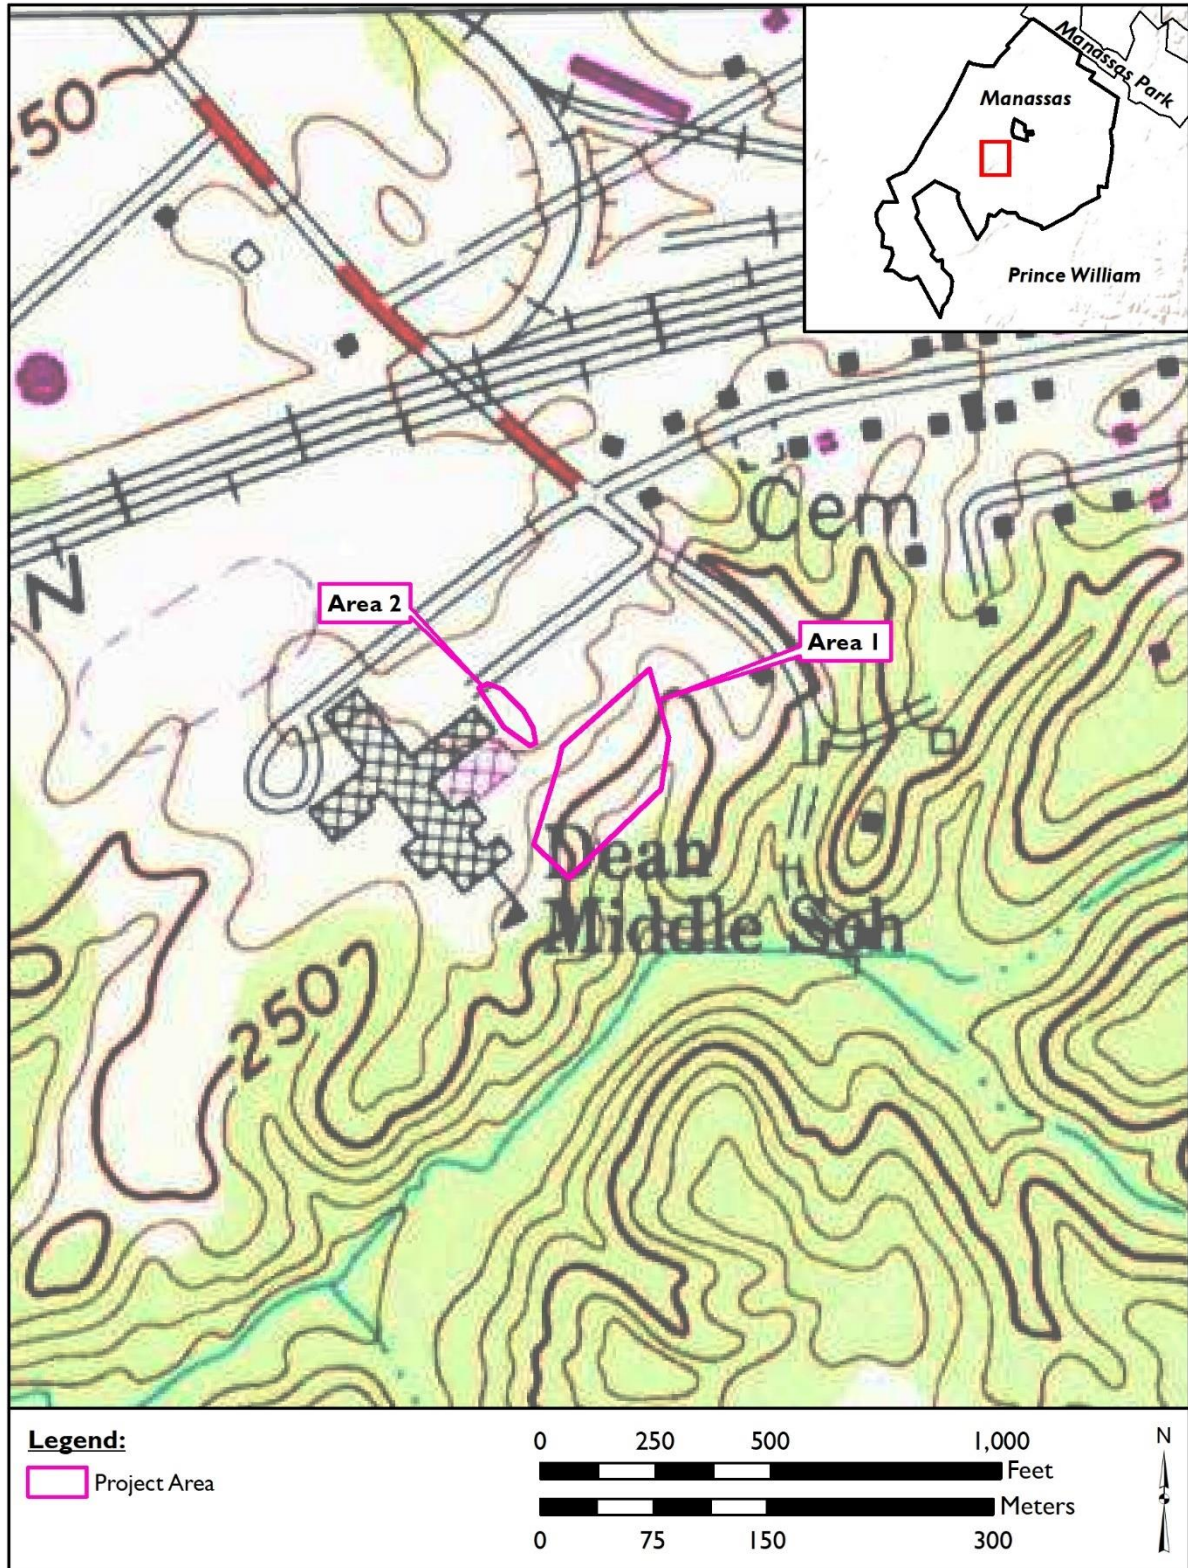 Manassas Park
Manassas
Prince William
250
Cem
N
Area 2
Area 1
Dean
Middle Sch
250
Legend:
Project Area
0 250 500 1,000
Feet
Meters
0 75 150 300
N